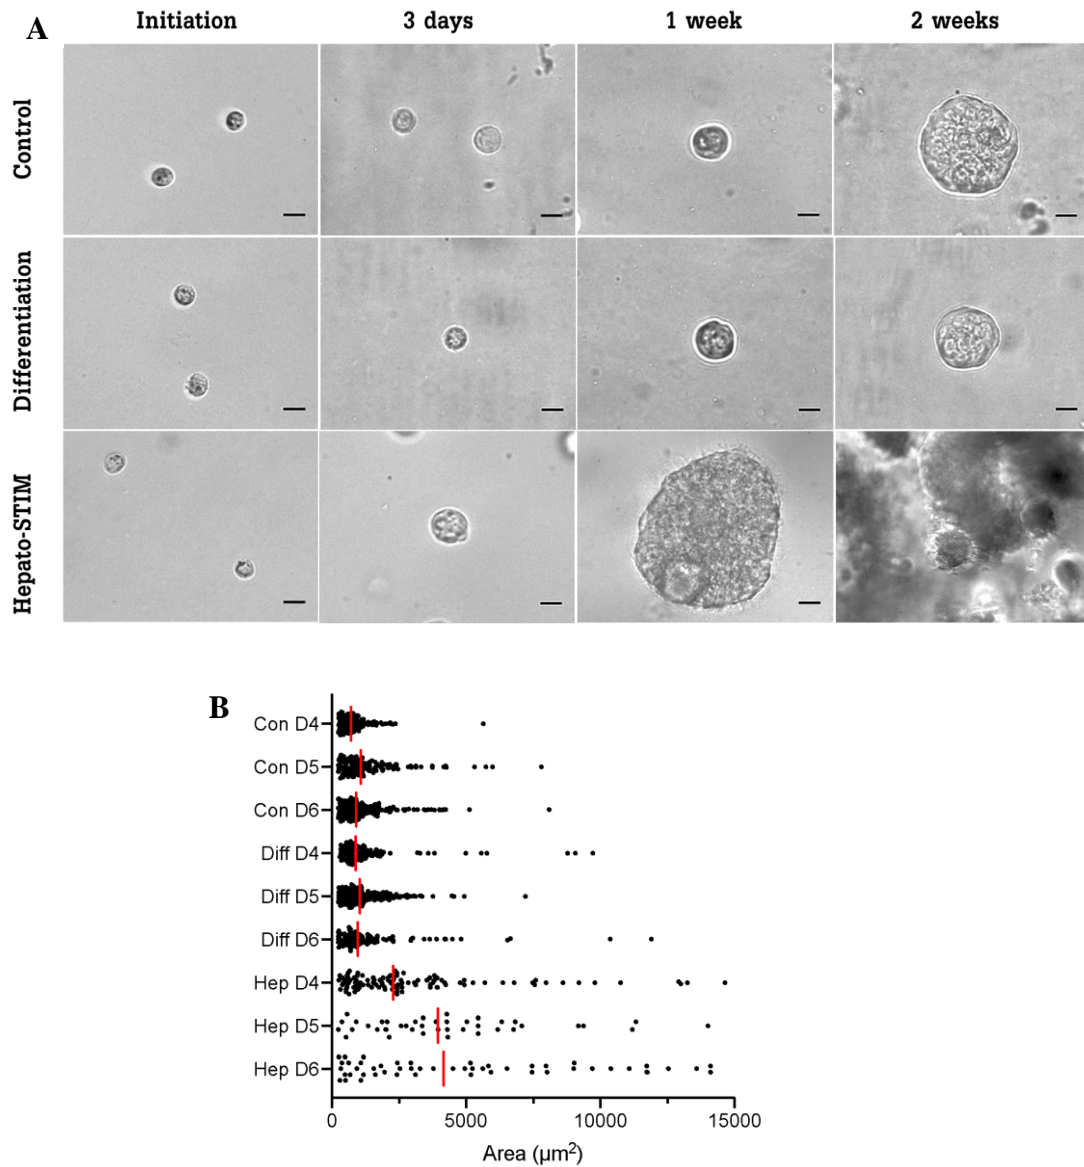 A
Initiation 3 days 1 week 2 weeks
Control
Differentiation
Hepato-STIM
B
Con D4
Con D5
Con D6
Diff D4
Diff D5
Diff D6
Hep D4
Hep D5
Hep D6
0 5000 10000 15000
Area (µm²)